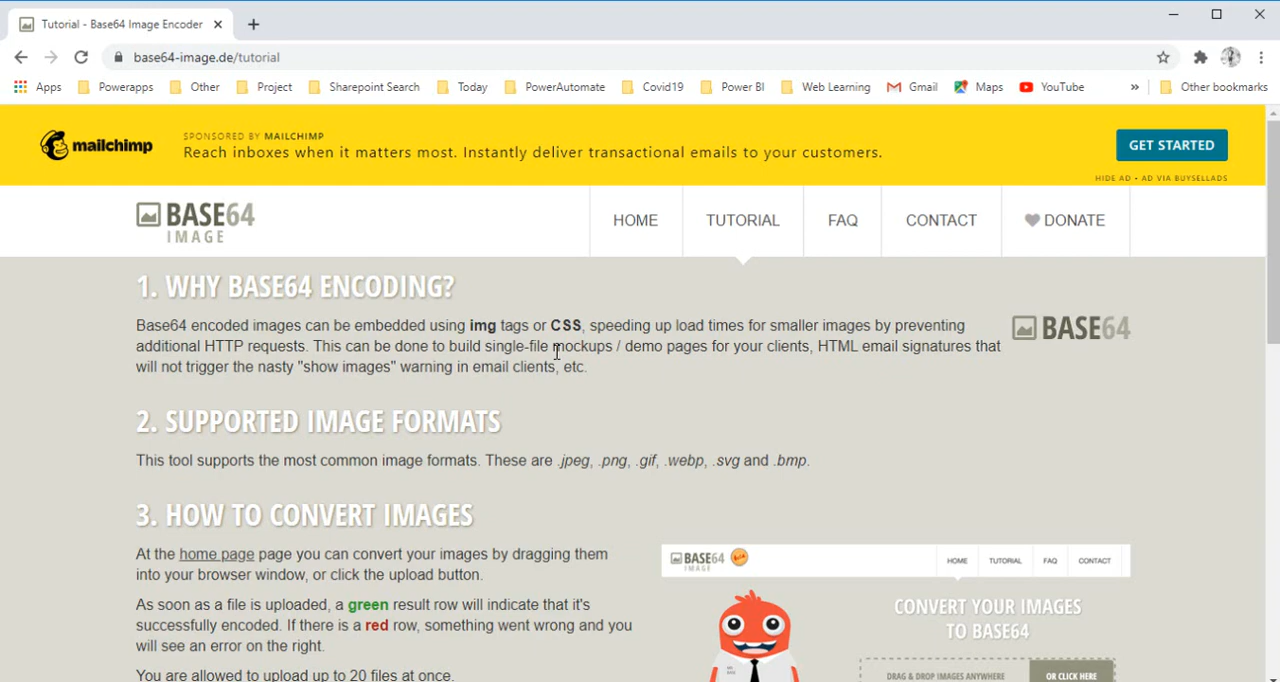 Tutorial - Base64 Image Encoder
base64-image.de/tutorial
Apps Powerapps Other Project Sharepoint Search Today PowerAutomate Covid19 Power BI Web Learning Gmail Maps YouTube » Other bookmarks
mailchimp
SPONSORED BY MAILCHIMP
Reach inboxes when it matters most. Instantly deliver transactional emails to your customers.
GET STARTED
HIDE AD • AD VIA BUYSELLADS
BASE64
IMAGE
HOME TUTORIAL FAQ CONTACT DONATE
1. WHY BASE64 ENCODING?
Base64 encoded images can be embedded using img tags or CSS, speeding up load times for smaller images by preventing
additional HTTP requests. This can be done to build single-file mockups / demo pages for your clients, HTML email signatures that
will not trigger the nasty "show images" warning in email clients, etc.
BASE64
2. SUPPORTED IMAGE FORMATS
This tool supports the most common image formats. These are .jpeg, .png, .gif, .webp, .svg and .bmp.
3. HOW TO CONVERT IMAGES
At the home page page you can convert your images by dragging them
into your browser window, or click the upload button.
As soon as a file is uploaded, a green result row will indicate that it's
successfully encoded. If there is a red row, something went wrong and you
will see an error on the right.
You are allowed to upload up to 20 files at once.
BASE64
IMAGE
HOME TUTORIAL FAQ CONTACT
CONVERT YOUR IMAGES
TO BASE64
DRAG & DROP IMAGES ANYWHERE OR CLICK HERE